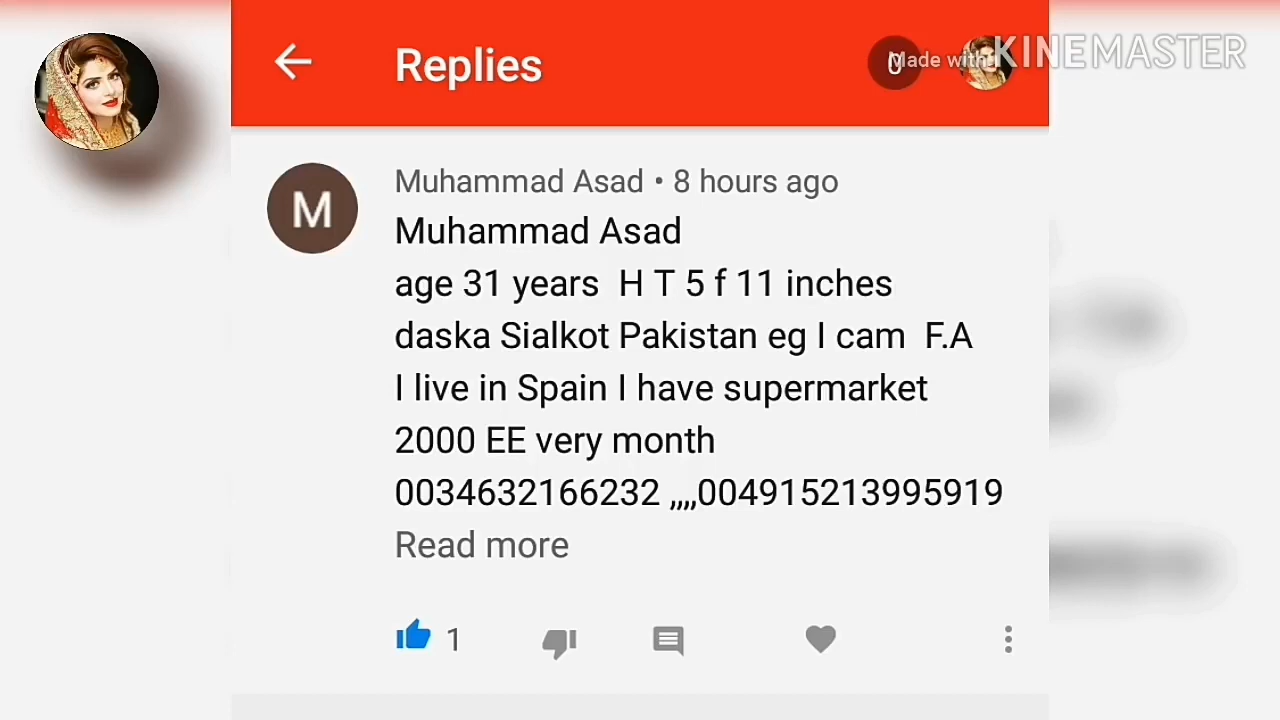 Replies
0
Made with KINEMASTER
M
Muhammad Asad • 8 hours ago
Muhammad Asad
age 31 years H T 5 f 11 inches
daska Sialkot Pakistan eg I cam F.A
I live in Spain I have supermarket
2000 EE very month
0034632166232 ,,,,004915213995919
Read more
1